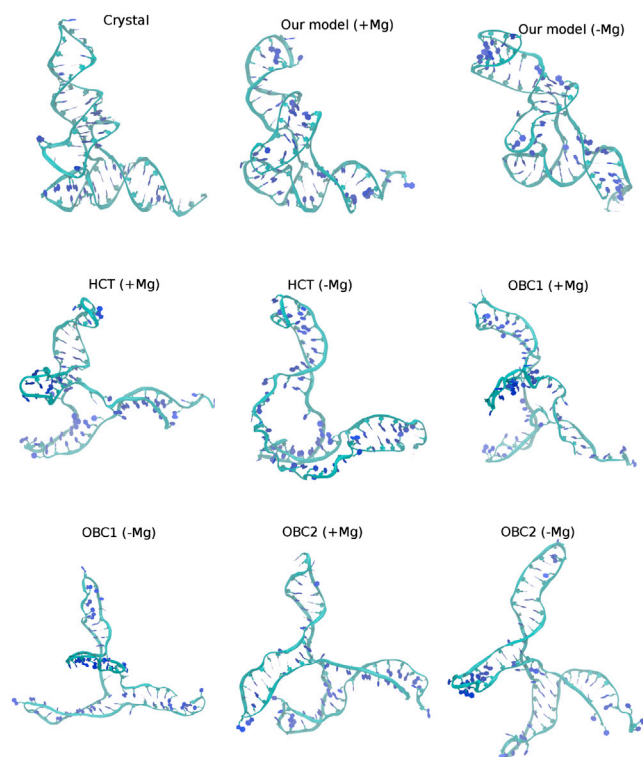 Crystal
Our model (+Mg)
Our model (-Mg)
HCT (+Mg)
HCT (-Mg)
OBC1 (+Mg)
OBC1 (-Mg)
OBC2 (+Mg)
OBC2 (-Mg)